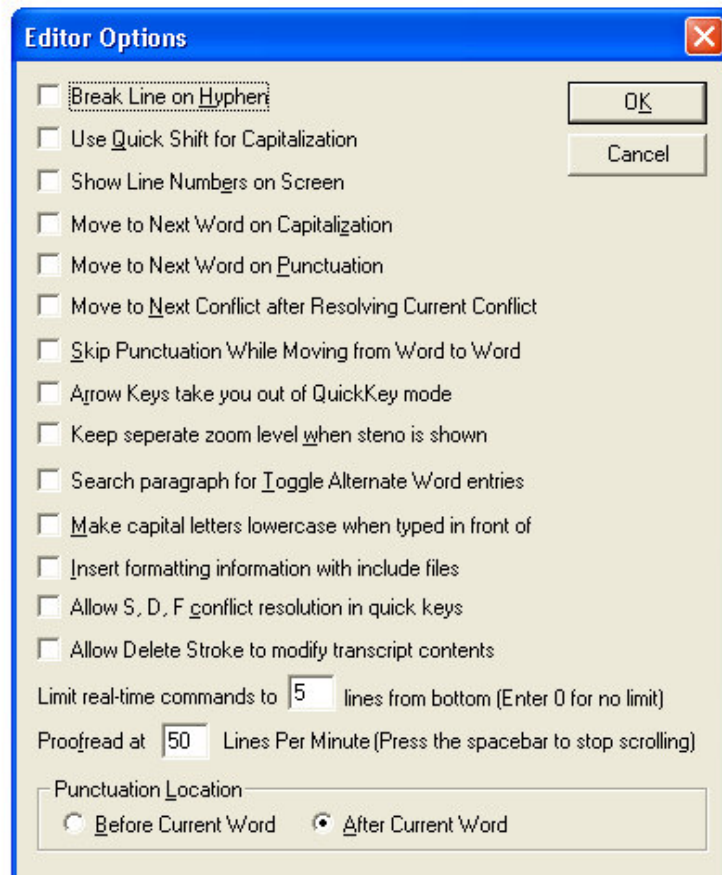 Editor Options
Break Line on Hyphen
OK
Use Quick Shift for Capitalization
Cancel
Show Line Numbers on Screen
Move to Next Word on Capitalization
Move to Next Word on Punctuation
Move to Next Conflict after Resolving Current Conflict
Skip Punctuation While Moving from Word to Word
Arrow Keys take you out of QuickKey mode
Keep seperate zoom level when steno is shown
Search paragraph for Toggle Alternate Word entries
Make capital letters lowercase when typed in front of
Insert formatting information with include files
Allow S, D, F conflict resolution in quick keys
Allow Delete Stroke to modify transcript contents
Limit real-time commands to 5 lines from bottom (Enter 0 for no limit)
Proofread at 50 Lines Per Minute (Press the spacebar to stop scrolling)
Punctuation Location
Before Current Word After Current Word